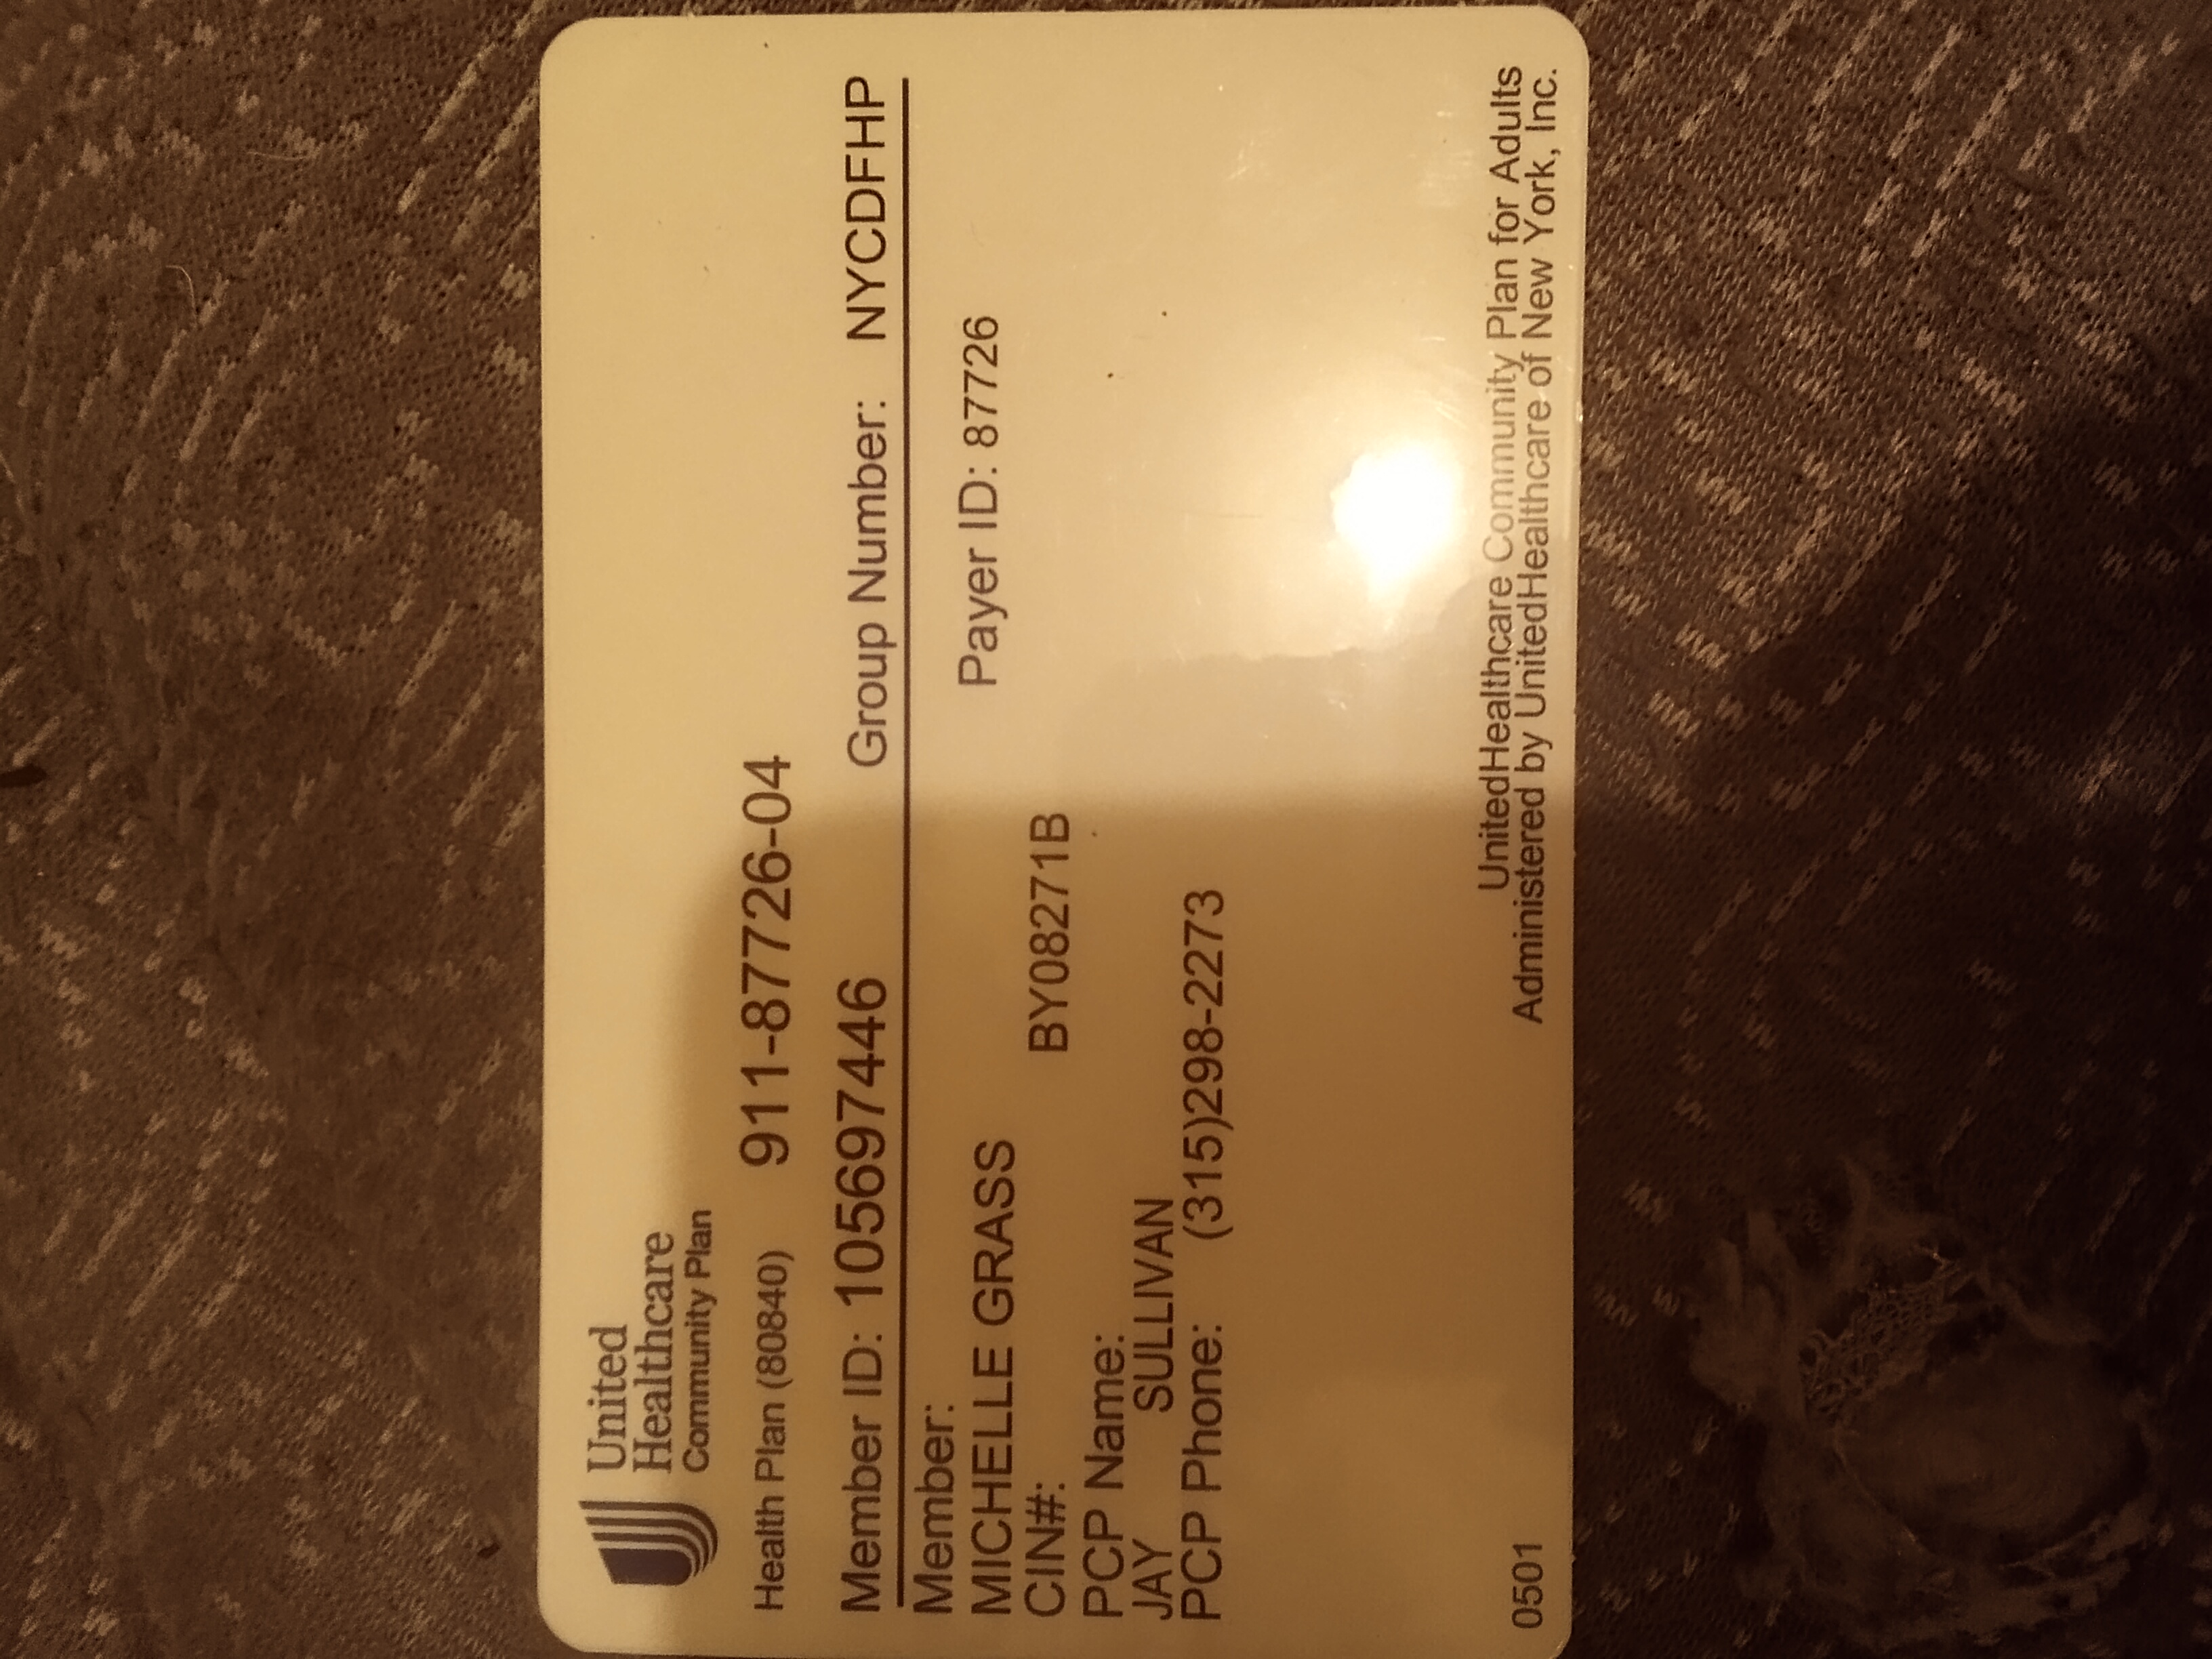 United
Healthcare
Community Plan
Health Plan (80840) 911-87726-04
Member ID: 105697446 Group Number: NYCDFHP
Member:
MICHELLE GRASS Payer ID: 87726
CIN#: BY08271B
PCP Name:
JAY SULLIVAN
PCP Phone: (315)298-2273
0501
UnitedHealthcare Community Plan for Adults
Administered by UnitedHealthcare of New York, Inc.